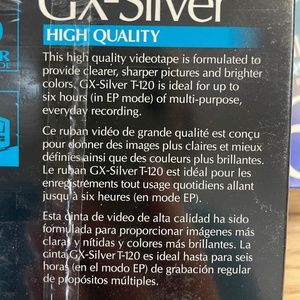 GX-Silver
HIGH QUALITY
This high quality videotape is formulated to
provide clearer, sharper pictures and brighter
colors. GX-Silver T-120 is ideal for up to
six hours (in EP mode) of multi-purpose,
everyday recording.
Ce ruban vidéo de grande qualité est conçu
pour donner des images plus claires et mieux
définies ainsi que des couleurs plus brillantes.
Le ruban GX-Silver T-120 est idéal pour les
enregistrements tout usage quotidiens allant
jusqu'à six heures (en mode EP).
Esta cinta de video de alta calidad ha sido
formulada para proporcionar imágenes más
claras y nítidas y colores más brillantes. La
cinta GX-Silver T-120 es ideal hasta para seis
horas (en el modo EP) de grabación regular
de propósitos múltiples.